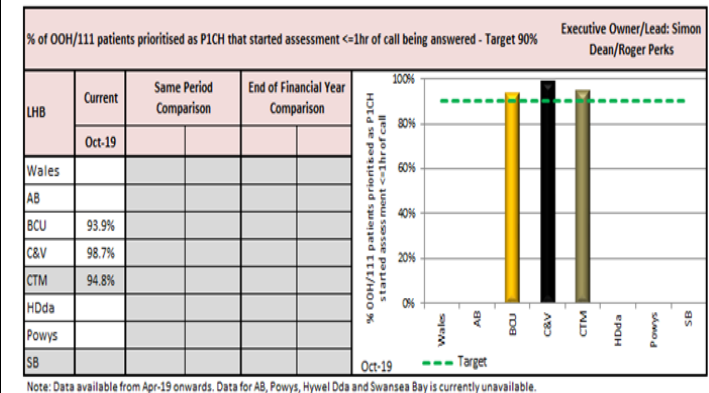 % of OOH/111 patients prioritised as P1CH that started assessment <=1hr of call being answered - Target 90%
Executive Owner/Lead: Simon
Dean/Roger Perks
LHB
Current
Same Period
Comparison
End of Financial Year
Comparison
Oct-19
Wales
AB
BCU 93.9%
C&V 98.7%
CTM 94.8%
HDda
Powys
SB
% OOH/111 patients prioritised as P1CH
started assessment <=1hr of call
100%
80%
60%
40%
20%
0%
Wales
AB
BCU
C&V
CTM
HDda
Powys
SB
Oct-19
Target
Note: Data available from Apr-19 onwards. Data for AB, Powys, Hywel Dda and Swansea Bay is currently unavailable.